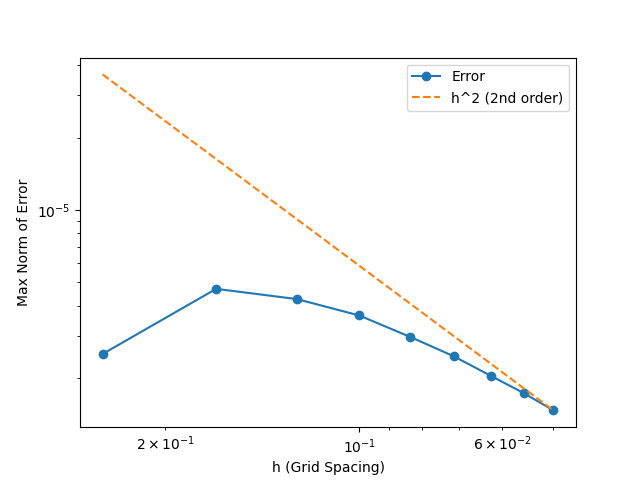 Error
h^2 (2nd order)
Max Norm of Error
10⁻⁵
2 × 10⁻¹
10⁻¹
6 × 10⁻²
h (Grid Spacing)